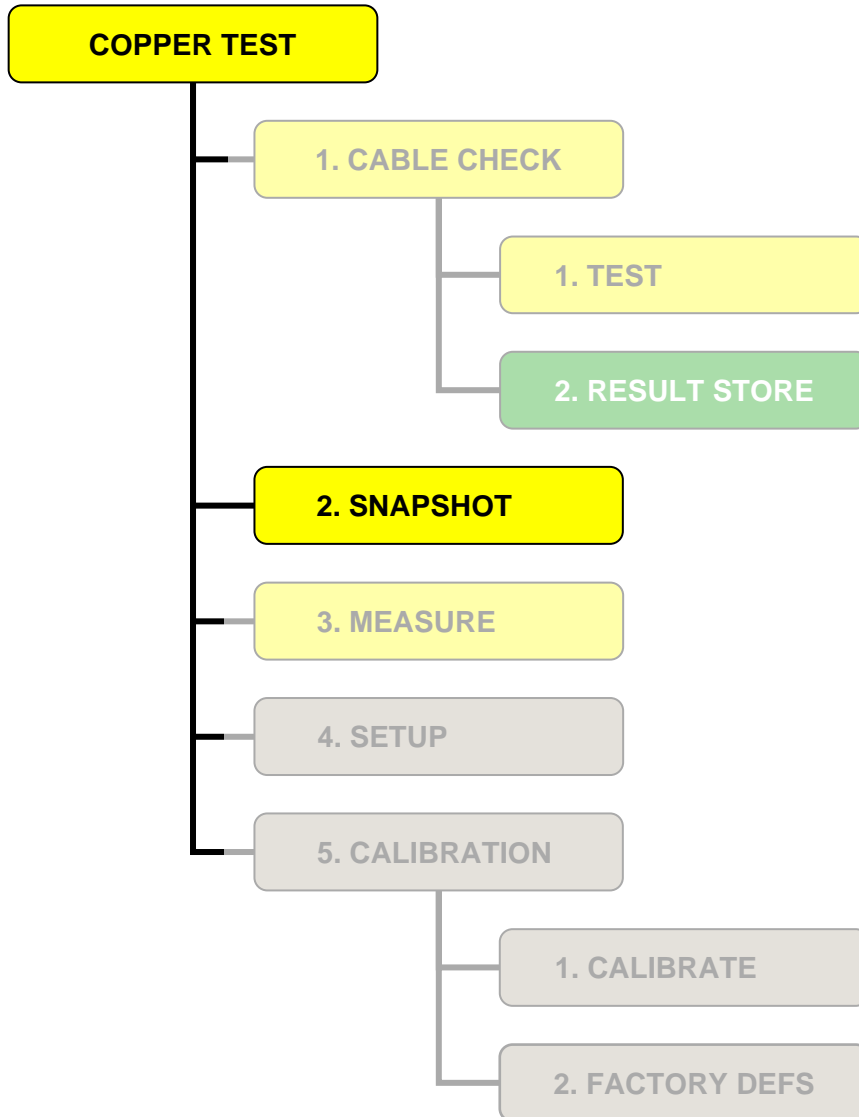 COPPER TEST
1. CABLE CHECK
1. TEST
2. RESULT STORE
2. SNAPSHOT
3. MEASURE
4. SETUP
5. CALIBRATION
1. CALIBRATE
2. FACTORY DEFS